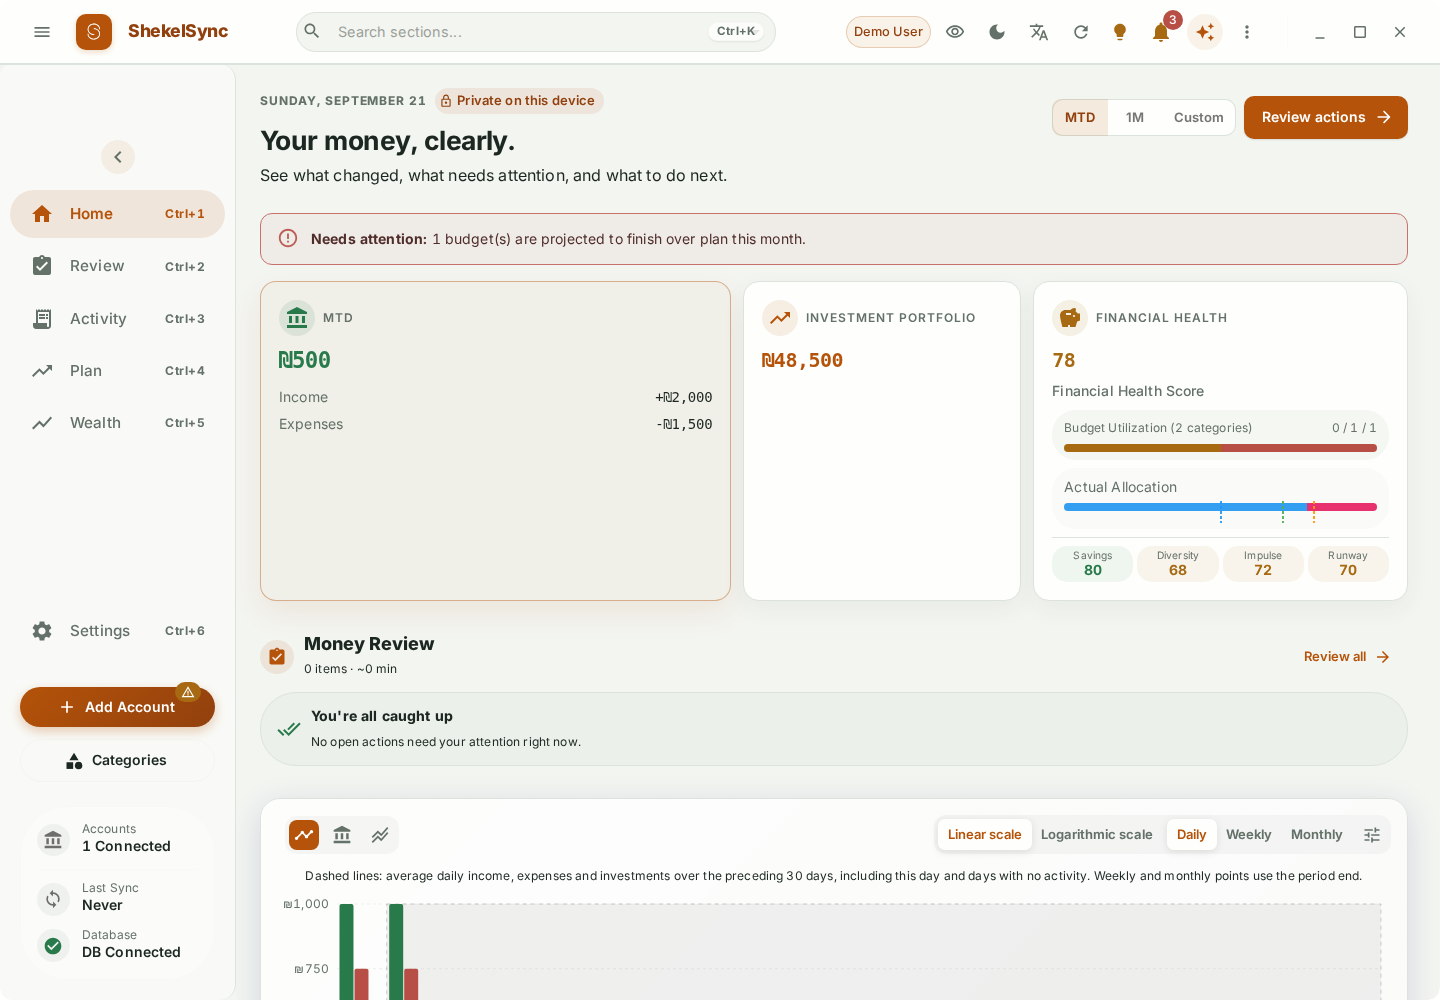 ShekelSync
Search sections...
Ctrl+K
Demo User
3
Home Ctrl+1
Review Ctrl+2
Activity Ctrl+3
Plan Ctrl+4
Wealth Ctrl+5
Settings Ctrl+6
Add Account
Categories
Accounts
1 Connected
Last Sync
Never
Database
DB Connected
SUNDAY, SEPTEMBER 21
Private on this device
Your money, clearly.
See what changed, what needs attention, and what to do next.
MTD 1M Custom
Review actions
Needs attention: 1 budget(s) are projected to finish over plan this month.
MTD
₪500
Income +₪2,000
Expenses -₪1,500
INVESTMENT PORTFOLIO
₪48,500
FINANCIAL HEALTH
78
Financial Health Score
Budget Utilization (2 categories) 0 / 1 / 1
Actual Allocation
Savings
80
Diversity
68
Impulse
72
Runway
70
Money Review
0 items · ~0 min
Review all
You're all caught up
No open actions need your attention right now.
Linear scale Logarithmic scale Daily Weekly Monthly
Dashed lines: average daily income, expenses and investments over the preceding 30 days, including this day and days with no activity. Weekly and monthly points use the period end.
₪1,000
₪750